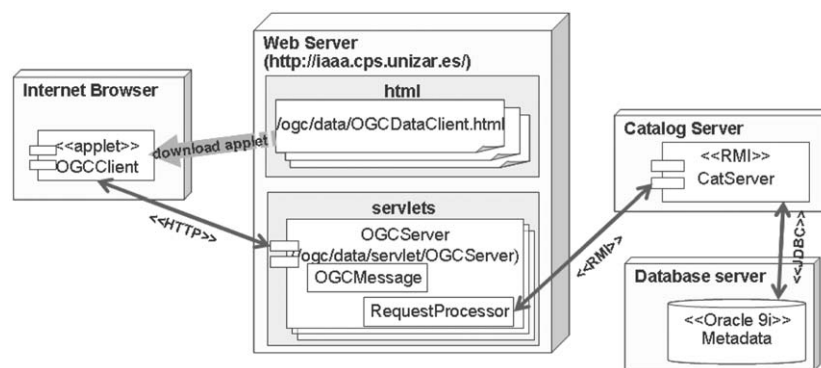 Web Server
(http://iaaa.cps.unizar.es/)
html
/ogc/data/OGCDataClient.html
Internet Browser
<<applet>>
OGCClient
download applet
<<HTTP>>
servlets
OGCServer
(/ogc/data/servlet/OGCServer)
OGCMessage
RequestProcessor
<<RMI>>
Catalog Server
<<RMI>>
CatServer
<<JDBC>>
Database server
<<Oracle 9i>>
Metadata